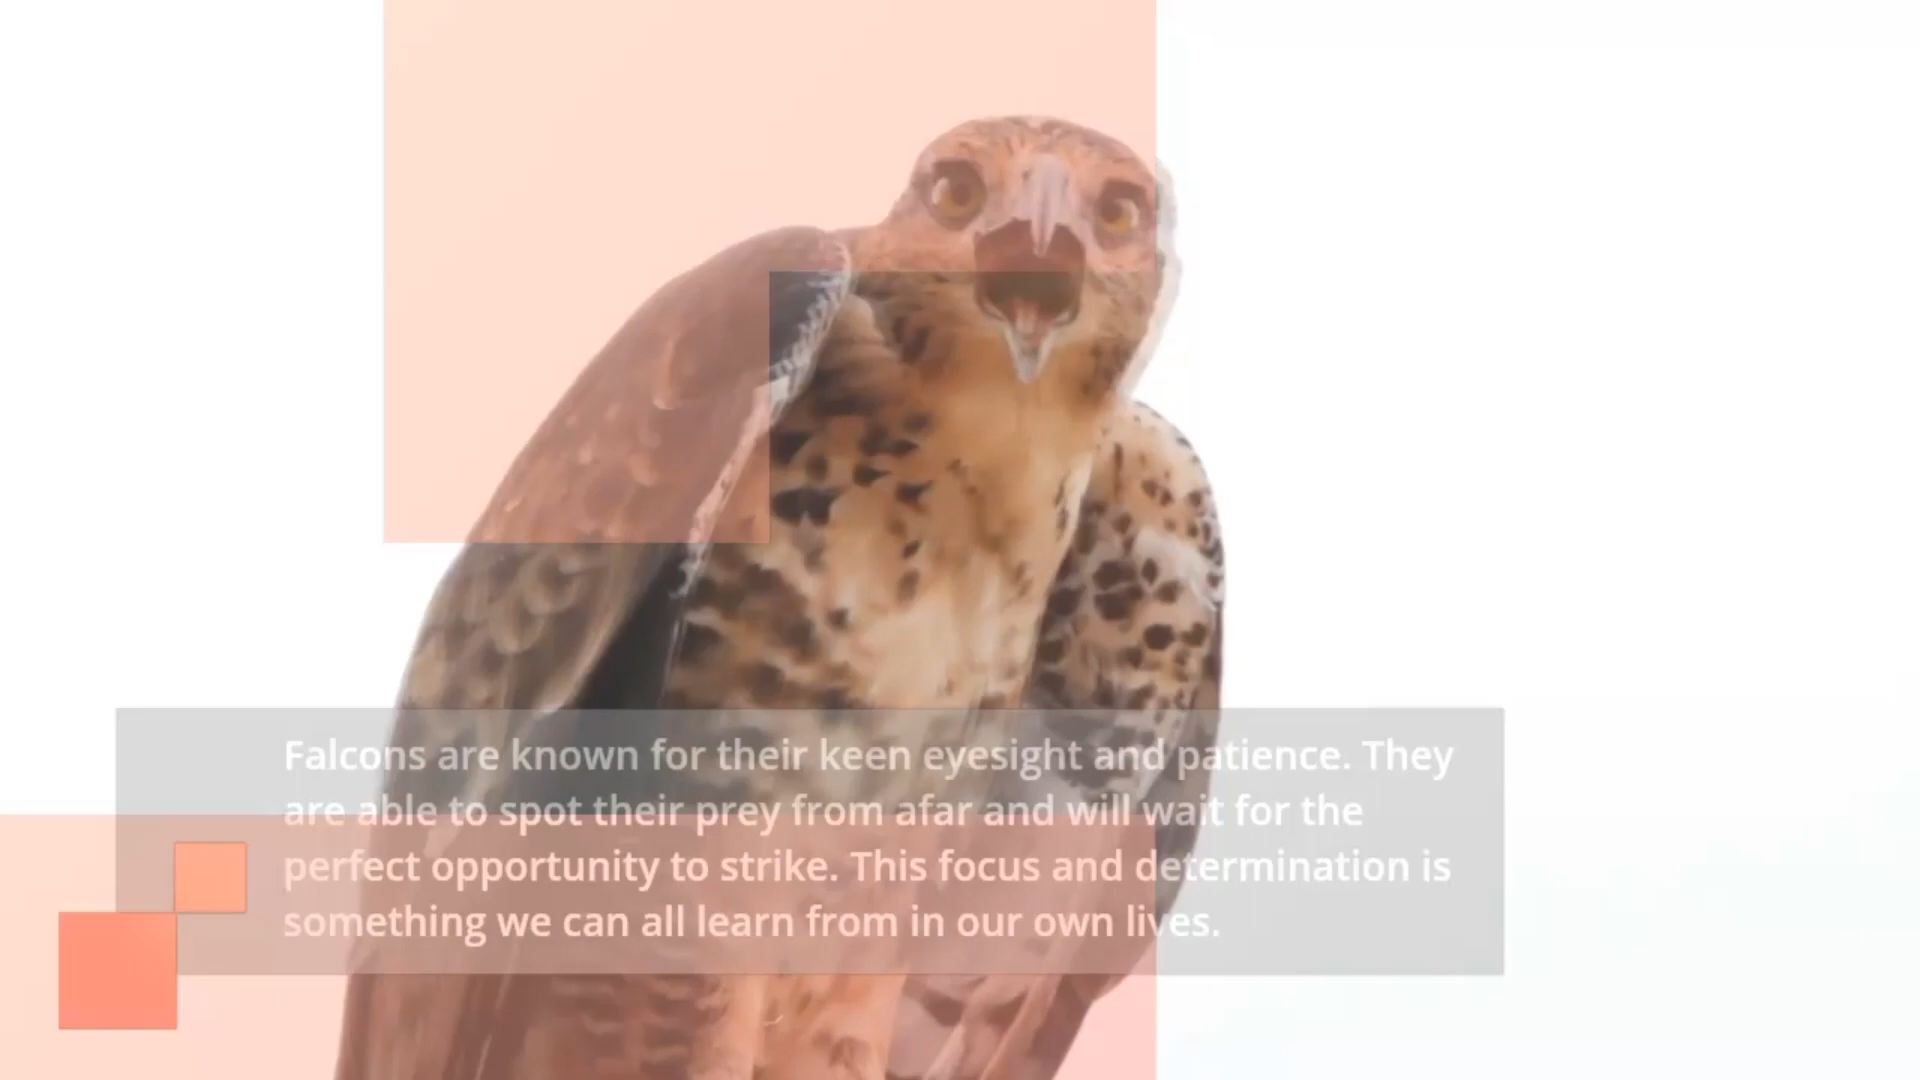 Falcons are known for their keen eyesight and patience. They
are able to spot their prey from afar and will wait for the
perfect opportunity to strike. This focus and determination is
something we can all learn from in our own lives.